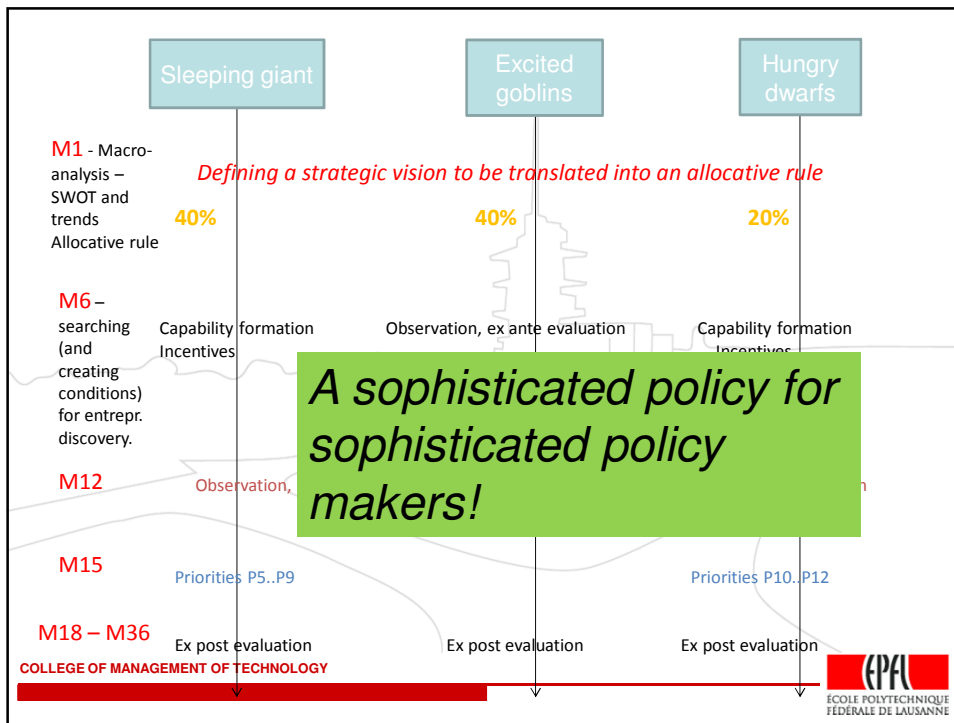 Sleeping giant
Excited
goblins
Hungry
dwarfs
M1 - Macro-
analysis –
SWOT and
trends
Allocative rule
Defining a strategic vision to be translated into an allocative rule
40%
40%
20%
M6 –
searching
(and
creating
conditions)
for entrepr.
discovery.
Capability formation
Incentives
Observation, ex ante evaluation
Capability formation
Incentives
A sophisticated policy for
sophisticated policy
makers!
M12
Observation,
M15
Priorities P5..P9
Priorities P10..P12
M18 – M36
Ex post evaluation
Ex post evaluation
Ex post evaluation
COLLEGE OF MANAGEMENT OF TECHNOLOGY
EPFL
ÉCOLE POLYTECHNIQUE
FÉDÉRALE DE LAUSANNE